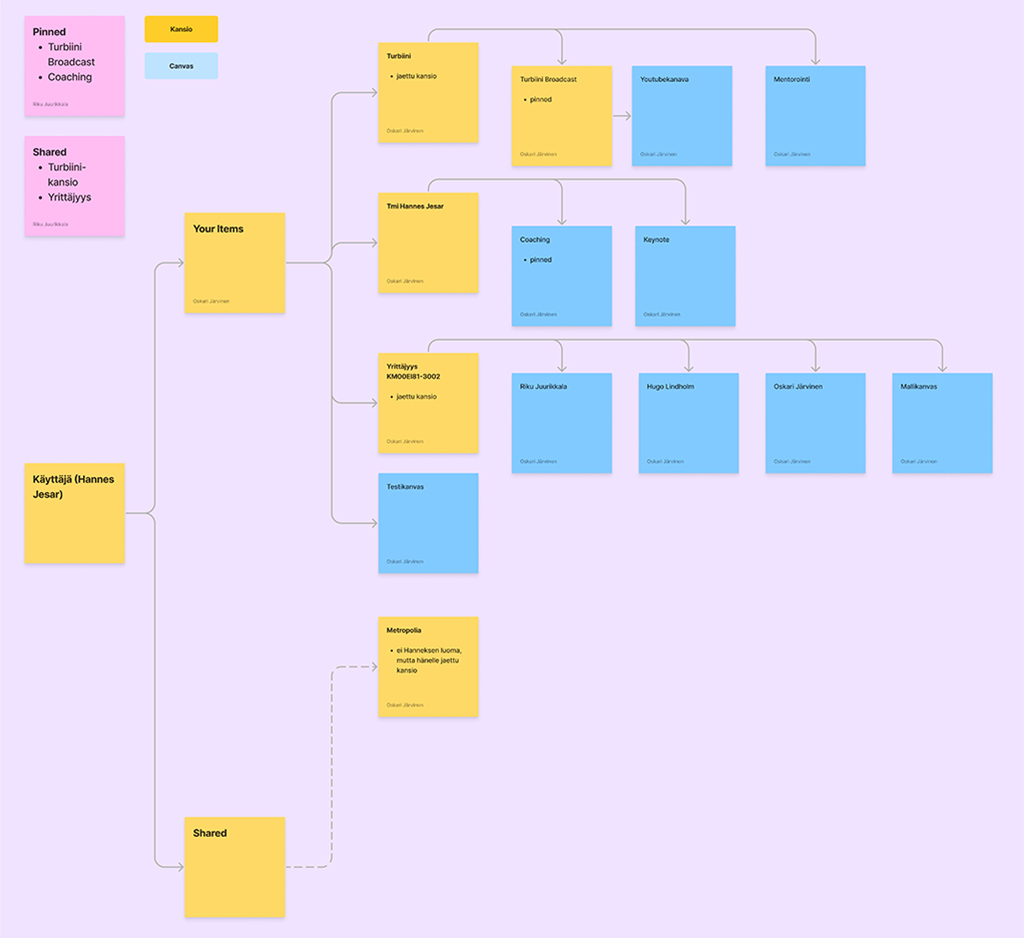 Pinned
• Turbiini
Broadcast
• Coaching
Riku Juurikkala
Kansio
Canvas
Shared
• Turbiini-
kansio
• Yrittäjyys
Riku Juurikkala
Turbiini
• jaettu kansio
Oskari Järvinen
Turbiini Broadcast
• pinned
Oskari Järvinen
Youtubekanava
Oskari Järvinen
Mentorointi
Oskari Järvinen
Your Items
Oskari Järvinen
Tmi Hannes Jesar
Oskari Järvinen
Coaching
• pinned
Oskari Järvinen
Keynote
Oskari Järvinen
Yrittäjyys
KM00EI81-3002
• jaettu kansio
Oskari Järvinen
Riku Juurikkala
Oskari Järvinen
Hugo Lindholm
Oskari Järvinen
Oskari Järvinen
Oskari Järvinen
Mallikanvas
Oskari Järvinen
Käyttäjä (Hannes
Jesar)
Testikanvas
Oskari Järvinen
Metropolia
• ei Hanneksen luoma,
mutta hänelle jaettu
kansio
Oskari Järvinen
Shared